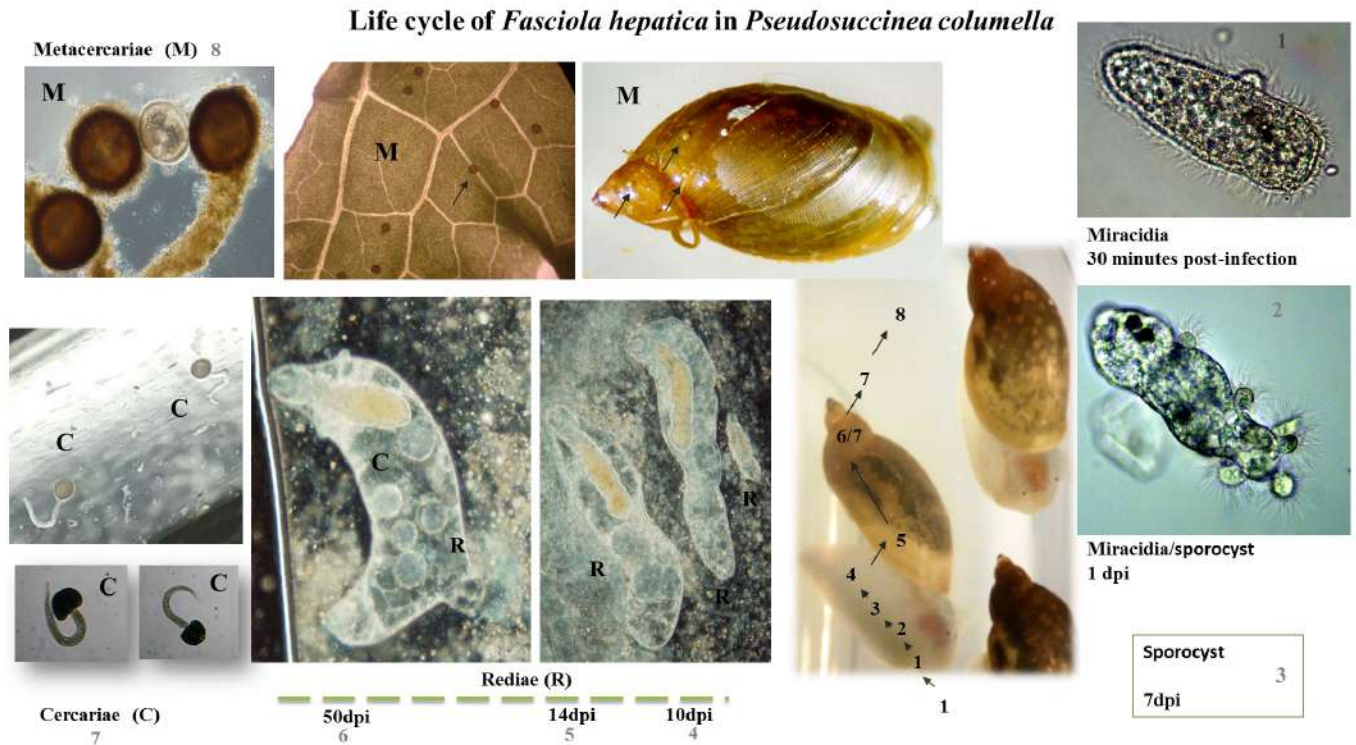 Life cycle of Fasciola hepatica in Pseudosuccinea columella
Metacercariae (M) 8
M
M
M
1
Miracidia
30 minutes post-infection
2
Miracidia/sporocyst
1 dpi
Sporocyst
3
7dpi
C
C
C
C
Cercariae (C)
7
C
R
R
R
R
Rediae (R)
50dpi
14dpi
10dpi
6
5
4
8
7
6/7
5
4
3
2
1
1